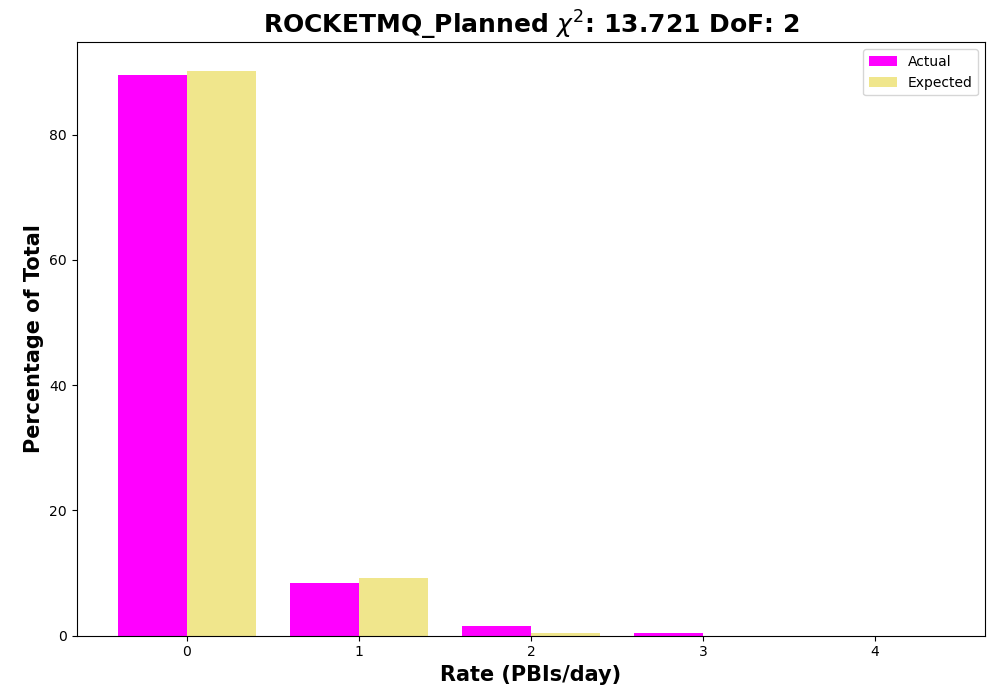 ROCKETMQ_Planned χ²: 13.721 DoF: 2
Actual
Expected
Percentage of Total
80
60
40
20
0
0 1 2 3 4
Rate (PBIs/day)